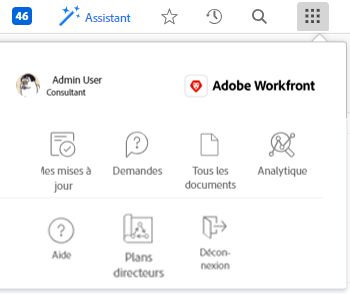 46 Assistant
Admin User
Consultant
Adobe Workfront
Mes mises à
jour
Demandes
Tous les
documents
Analytique
Aide
Plans
directeurs
Décon-
nexion